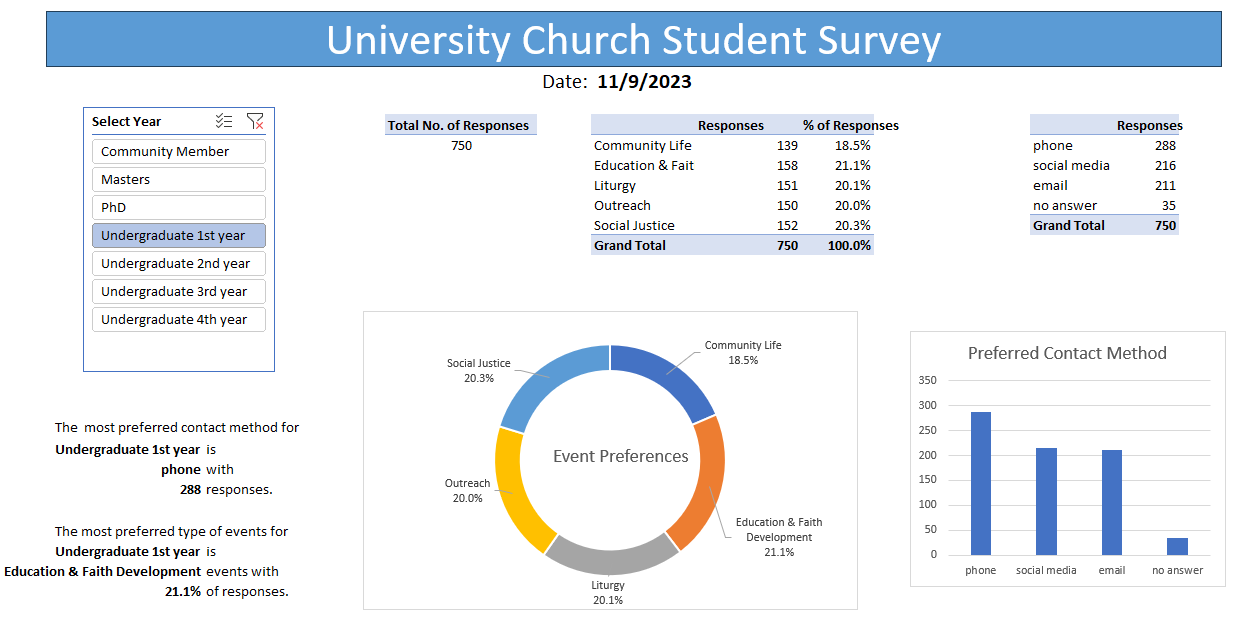 University Church Student Survey
Date: 11/9/2023
Select Year
Community Member
Masters
PhD
Undergraduate 1st year
Undergraduate 2nd year
Undergraduate 3rd year
Undergraduate 4th year
Total No. of Responses
750
Responses % of Responses
Community Life 139 18.5%
Education & Fait 158 21.1%
Liturgy 151 20.1%
Outreach 150 20.0%
Social Justice 152 20.3%
Grand Total 750 100.0%
Responses
phone 288
social media 216
email 211
no answer 35
Grand Total 750
The most preferred contact method for
Undergraduate 1st year is
phone with
288 responses.
The most preferred type of events for
Undergraduate 1st year is
Education & Faith Development events with
21.1% of responses.
Event Preferences
Community Life
18.5%
Education & Faith
Development
21.1%
Liturgy
20.1%
Outreach
20.0%
Social Justice
20.3%
Preferred Contact Method
350
300
250
200
150
100
50
0
phone social media email no answer